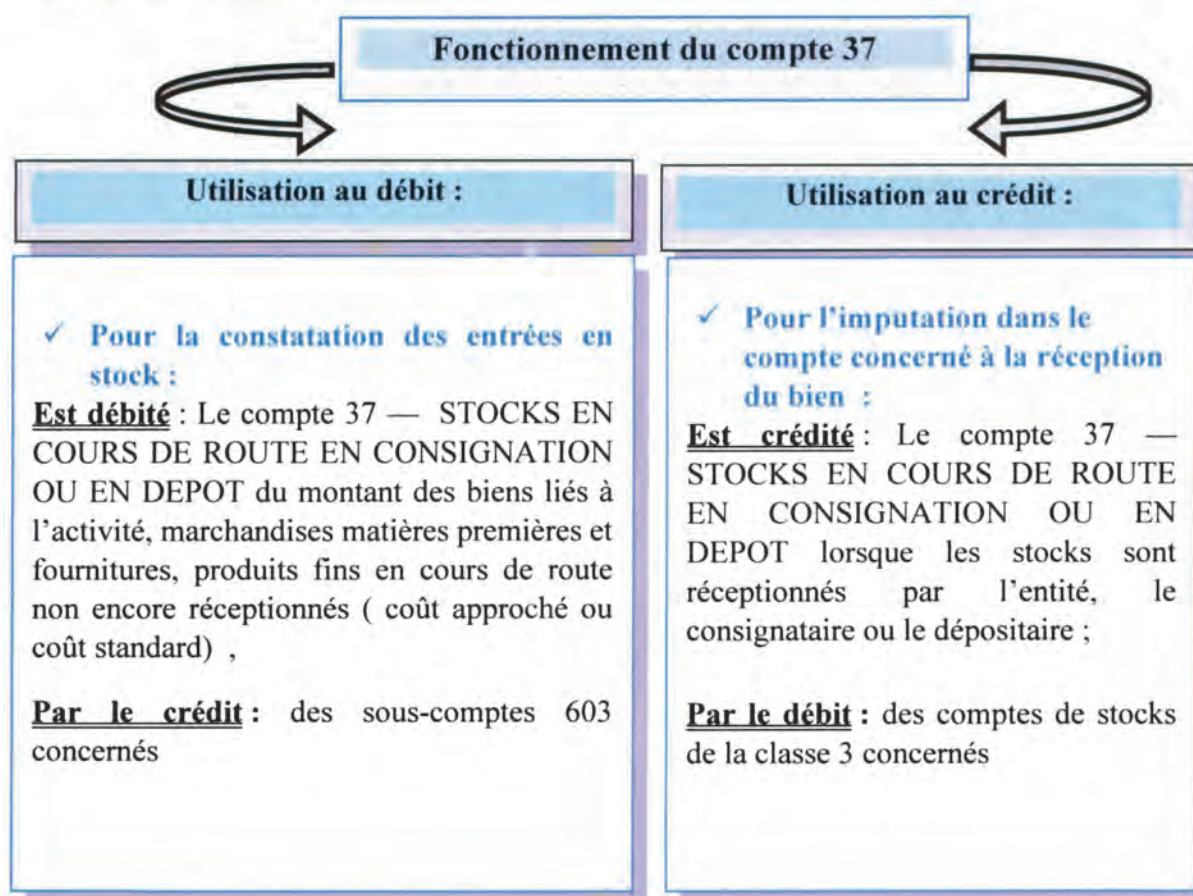 Fonctionnement du compte 37
Utilisation au débit :
✓ Pour la constatation des entrées en
stock :
Est débité : Le compte 37 — STOCKS EN
COURS DE ROUTE EN CONSIGNATION
OU EN DEPOT du montant des biens liés à
l'activité, marchandises matières premières et
fournitures, produits fins en cours de route
non encore réceptionnés ( coût approché ou
coût standard) ,
Par le crédit : des sous-comptes 603
concernés
Utilisation au crédit :
✓ Pour l'imputation dans le
compte concerné à la réception
du bien :
Est crédité : Le compte 37 —
STOCKS EN COURS DE ROUTE
EN CONSIGNATION OU EN
DEPOT lorsque les stocks sont
réceptionnés par l'entité, le
consignataire ou le dépositaire ;
Par le débit : des comptes de stocks
de la classe 3 concernés